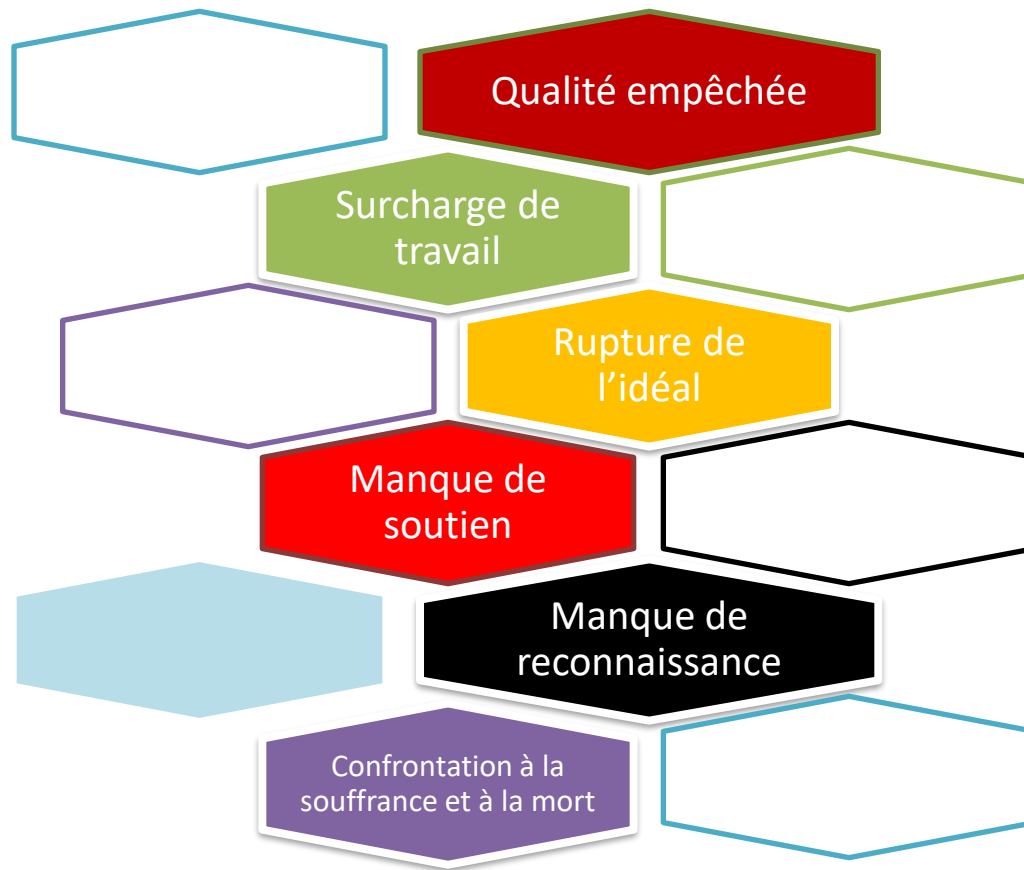 Qualité empêchée
Surcharge de
travail
Rupture de
l’idéal
Manque de
soutien
Manque de
reconnaissance
Confrontation à la
souffrance et à la mort